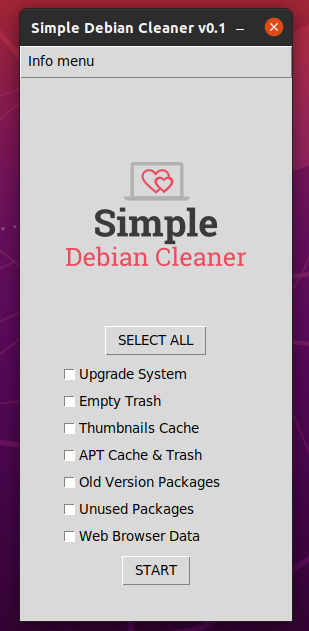 Simple Debian Cleaner v0.1
Info menu
Simple
Debian Cleaner
SELECT ALL
Upgrade System
Empty Trash
Thumbnails Cache
APT Cache & Trash
Old Version Packages
Unused Packages
Web Browser Data
START